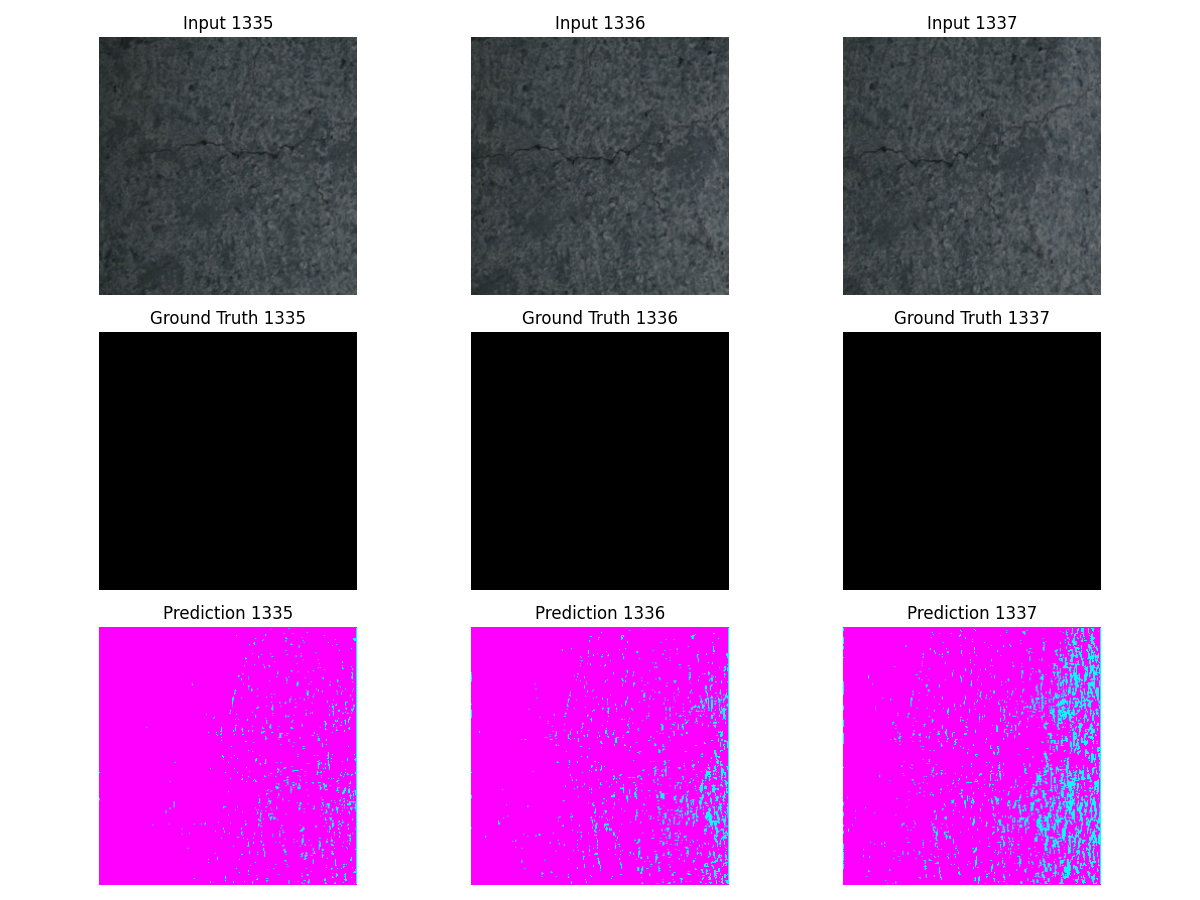 Input 1335
Input 1336
Input 1337
Ground Truth 1335
Ground Truth 1336
Ground Truth 1337
Prediction 1335
Prediction 1336
Prediction 1337